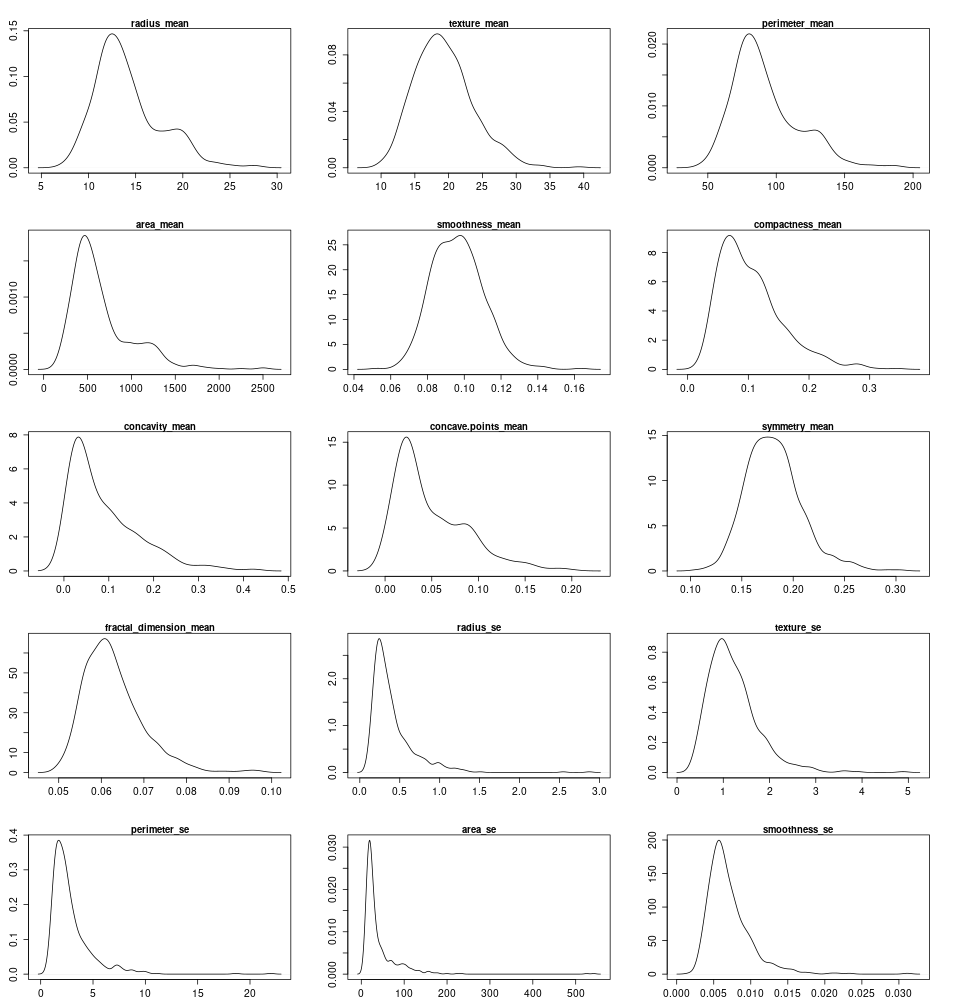 radius_mean texture_mean perimeter_mean
0.00 0.05 0.10 0.15
5 10 15 20 25 30
0.00 0.04 0.08
10 15 20 25 30 35 40
0.000 0.010 0.020
50 100 150 200
area_mean smoothness_mean compactness_mean
0.0000 0.0010
0 500 1000 1500 2000 2500
0 5 10 15 20 25
0.04 0.06 0.08 0.10 0.12 0.14 0.16
0 2 4 6 8
0.0 0.1 0.2 0.3
concavity_mean concave.points_mean symmetry_mean
0 2 4 6 8
0.0 0.1 0.2 0.3 0.4 0.5
0 5 10 15
0.00 0.05 0.10 0.15 0.20
0 5 10 15
0.10 0.15 0.20 0.25 0.30
fractal_dimension_mean radius_se texture_se
0 10 30 50
0.05 0.06 0.07 0.08 0.09 0.10
0.0 1.0 2.0
0.0 0.5 1.0 1.5 2.0 2.5 3.0
0.0 0.2 0.4 0.6 0.8
0 1 2 3 4 5
perimeter_se area_se smoothness_se
0.0 0.1 0.2 0.3 0.4
0 5 10 15 20
0.000 0.010 0.020 0.030
0 100 200 300 400 500
0 50 100 150 200
0.000 0.005 0.010 0.015 0.020 0.025 0.030